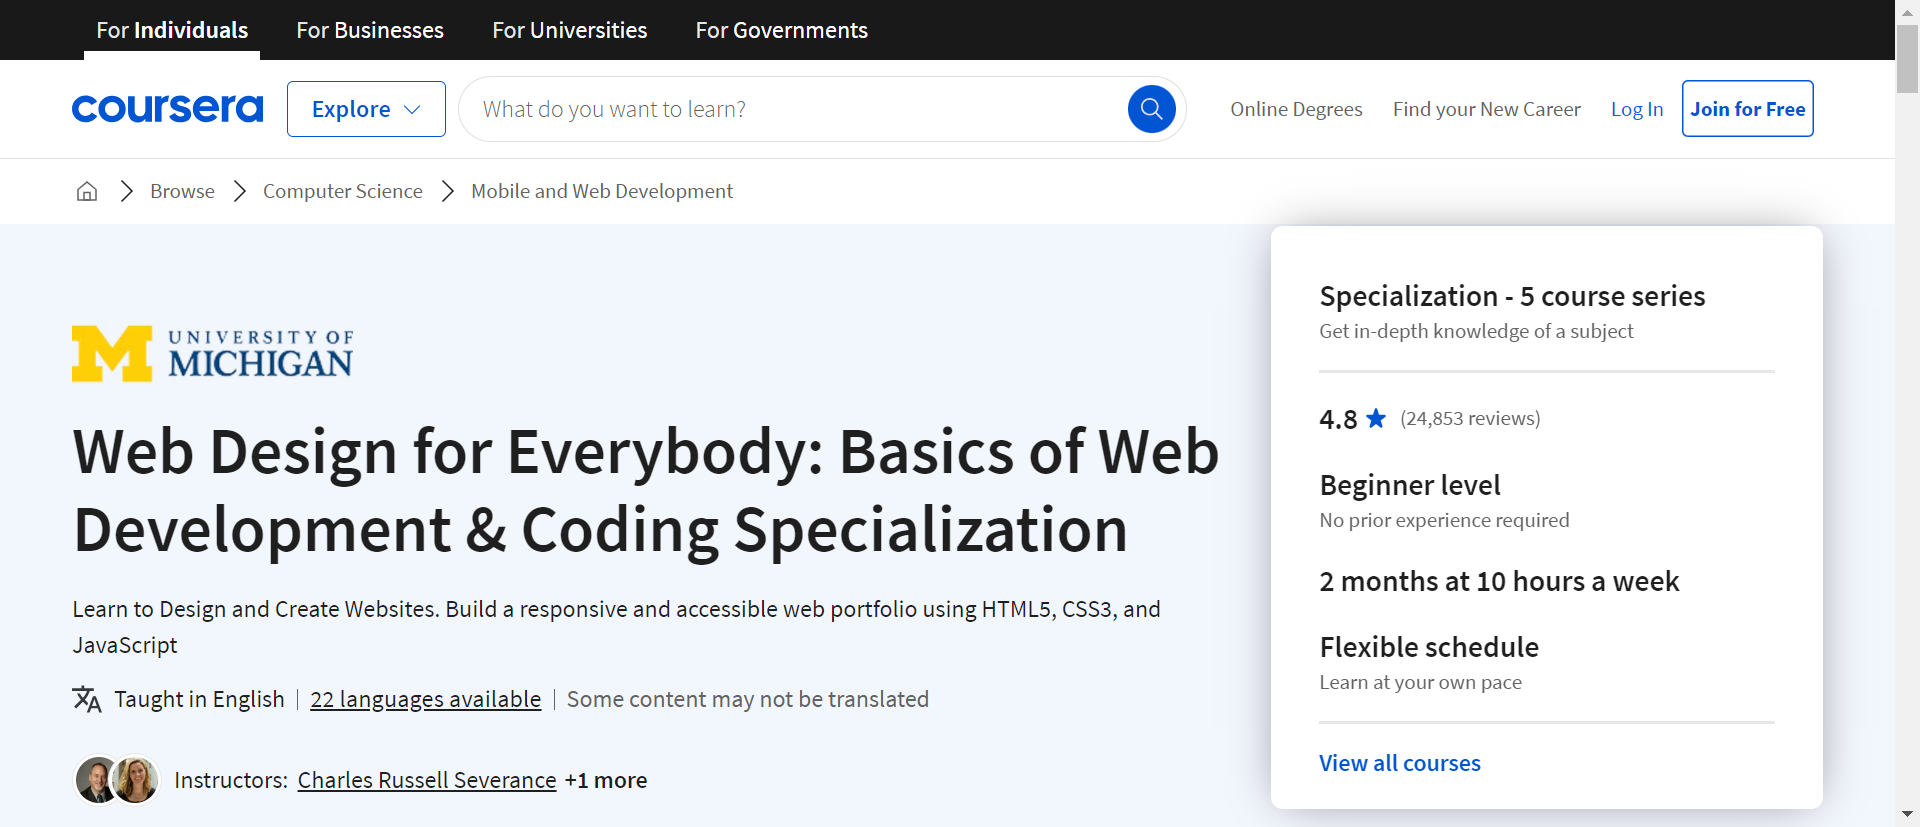 For Individuals
For Businesses
For Universities
For Governments
coursera
Explore
What do you want to learn?
Online Degrees
Find your New Career
Log In
Join for Free
Browse
Computer Science
Mobile and Web Development
UNIVERSITY OF
MICHIGAN
Web Design for Everybody: Basics of Web
Development & Coding Specialization
Learn to Design and Create Websites. Build a responsive and accessible web portfolio using HTML5, CSS3, and
JavaScript
Taught in English
22 languages available
Some content may not be translated
Instructors: Charles Russell Severance +1 more
Specialization - 5 course series
Get in-depth knowledge of a subject
4.8 (24,853 reviews)
Beginner level
No prior experience required
2 months at 10 hours a week
Flexible schedule
Learn at your own pace
View all courses